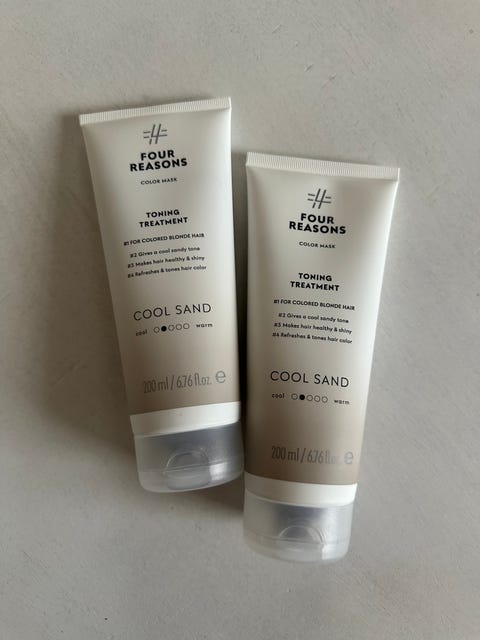 FOUR
REASONS
COLOR MASK
TONING
TREATMENT
#1 FOR COLORED BLONDE HAIR
#2 Gives a cool sandy tone
#3 Makes hair healthy & shiny
#4 Refreshes & tones hair color
COOL SAND
cool warm
200 ml / 6.76 fl.oz. ℮
FOUR
REASONS
COLOR MASK
TONING
TREATMENT
#1 FOR COLORED BLONDE HAIR
#2 Gives a cool sandy tone
#3 Makes hair healthy & shiny
#4 Refreshes & tones hair color
COOL SAND
cool warm
200 ml / 6.76 fl.oz. ℮